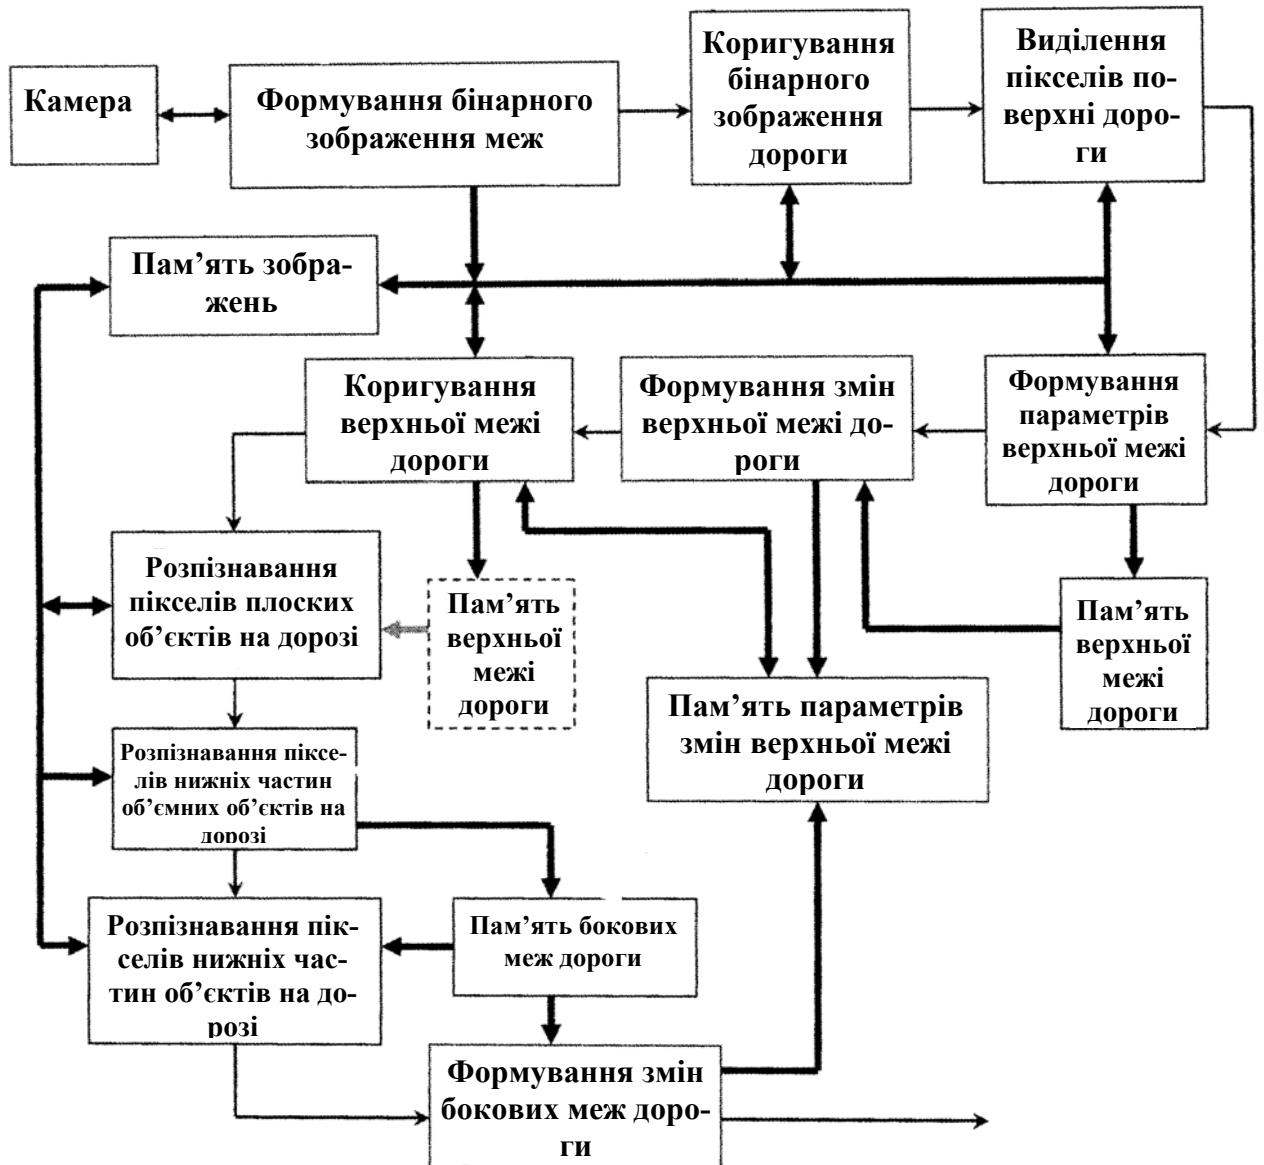 Камера
Формування бінарного
зображення меж
Коригування
бінарного
зображення
дороги
Виділення
пікселів по-
верхні доро-
ги
Пам’ять зобра-
жень
Коригування
верхньої межі
дороги
Формування змін
верхньої межі до-
роги
Формування
параметрів
верхньої межі
дороги
Розпізнавання
пікселів плоских
об’єктів на дорозі
Пам’ять
верхньої
межі
дороги
Пам’ять
верхньої
межі
дороги
Пам’ять параметрів
змін верхньої межі
дороги
Розпізнавання піксе-
лів нижніх частин
об’ємних об’єктів на
дорозі
Розпізнавання пік-
селів нижніх час-
тин об’єктів на до-
розі
Пам’ять бокових
меж дороги
Формування змін
бокових меж доро-
ги